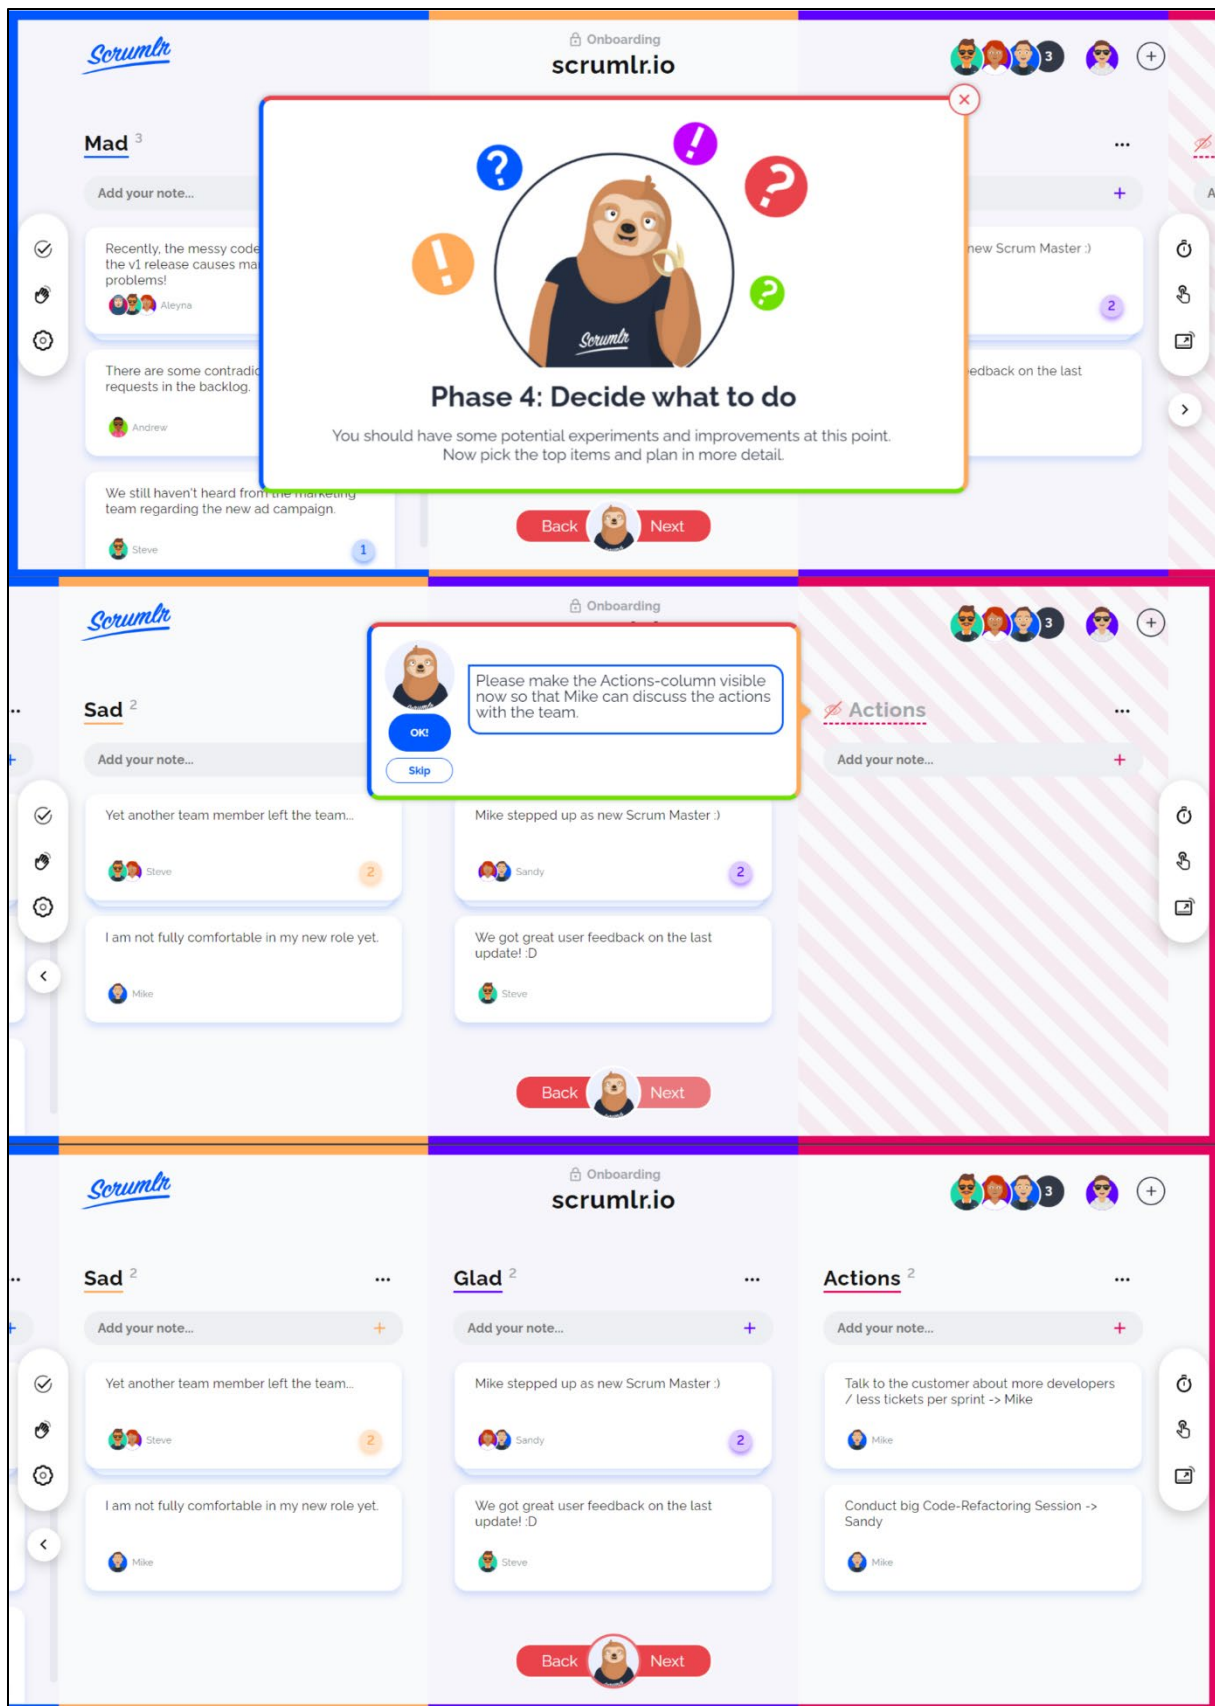 Scrumlr
Onboarding
scrumlr.io
3
Mad 3
Add your note...
+
A
Recently, the messy code
the v1 release causes ma
problems!
Aleyna
There are some contradic
requests in the backlog.
Andrew
We still haven't heard from the marketing
team regarding the new ad campaign.
Steve
1
? ! ? ! ?
Scrumlr
Phase 4: Decide what to do
You should have some potential experiments and improvements at this point.
Now pick the top items and plan in more detail.
new Scrum Master :)
2
edback on the last
Back
Next
Scrumlr
Onboarding
3
Sad 2
Add your note...
Please make the Actions-column visible
now so that Mike can discuss the actions
with the team.
OK!
Skip
Actions
Add your note...
+
Yet another team member left the team...
Steve
2
I am not fully comfortable in my new role yet.
Mike
Mike stepped up as new Scrum Master :)
Sandy
2
We got great user feedback on the last
update! :D
Steve
Back
Next
Scrumlr
Onboarding
scrumlr.io
3
Sad 2
Add your note...
+
Yet another team member left the team...
Steve
2
I am not fully comfortable in my new role yet.
Mike
Glad 2
Add your note...
+
Mike stepped up as new Scrum Master :)
Sandy
2
We got great user feedback on the last
update! :D
Steve
Actions 2
Add your note...
+
Talk to the customer about more developers
/ less tickets per sprint -> Mike
Mike
Conduct big Code-Refactoring Session ->
Sandy
Mike
Back
Next